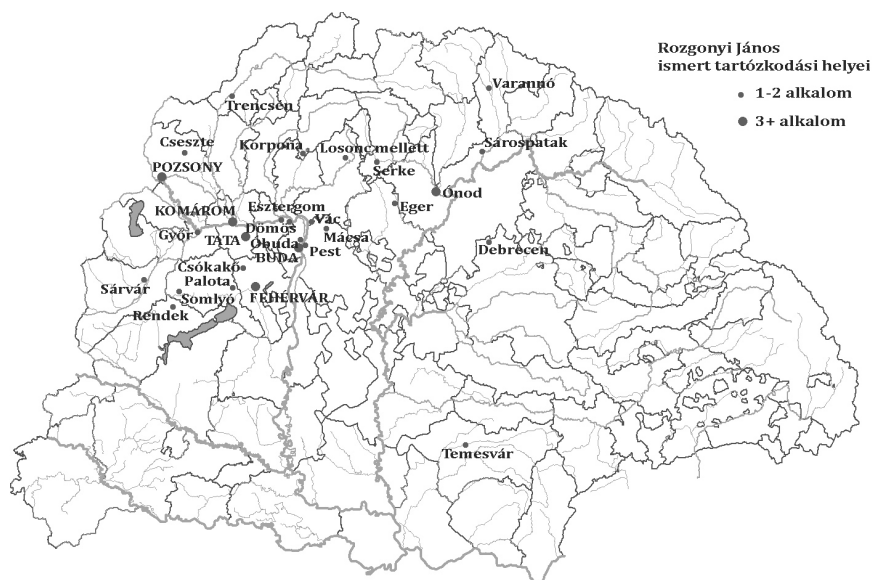 Rozgonyi János
ismert tartózkodási helyei
1-2 alkalom
3+ alkalom
Varannó
Trencsén
Cseszte
Korpona
Losonc mellett
Sárospatak
POZSONY
Serke
Ónod
Eger
KOMÁROM
Esztergom
Vác
Győr
TATA
Dömös
Mácsa
Óbuda
Pest
BUDA
Debrecen
Csókakő
Palota
Sárvár
Somlyó
FEHÉRVÁR
Rendek
Temesvár